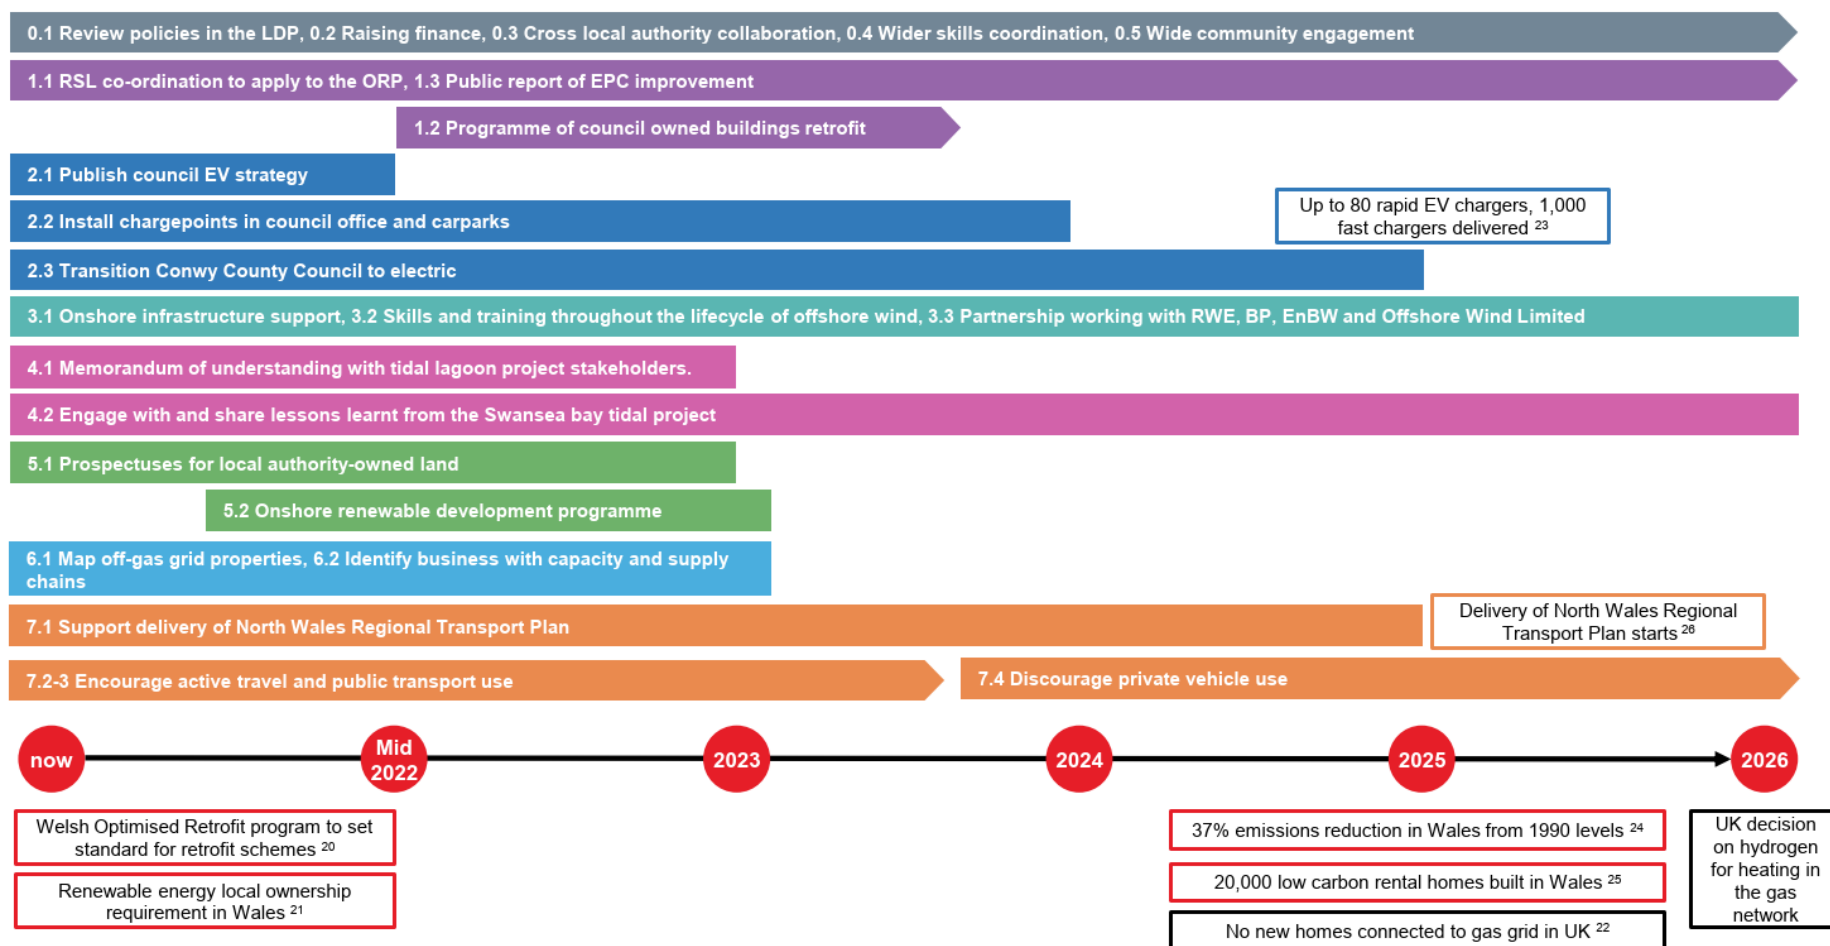 0.1 Review policies in the LDP, 0.2 Raising finance, 0.3 Cross local authority collaboration, 0.4 Wider skills coordination, 0.5 Wide community engagement
1.1 RSL co-ordination to apply to the ORP, 1.3 Public report of EPC improvement
1.2 Programme of council owned buildings retrofit
2.1 Publish council EV strategy
2.2 Install chargepoints in council office and carparks
Up to 80 rapid EV chargers, 1,000
fast chargers delivered 23
2.3 Transition Conwy County Council to electric
3.1 Onshore infrastructure support, 3.2 Skills and training throughout the lifecycle of offshore wind, 3.3 Partnership working with RWE, BP, EnBW and Offshore Wind Limited
4.1 Memorandum of understanding with tidal lagoon project stakeholders.
4.2 Engage with and share lessons learnt from the Swansea bay tidal project
5.1 Prospectuses for local authority-owned land
5.2 Onshore renewable development programme
6.1 Map off-gas grid properties, 6.2 Identify business with capacity and supply
chains
7.1 Support delivery of North Wales Regional Transport Plan
Delivery of North Wales Regional
Transport Plan starts 26
7.2-3 Encourage active travel and public transport use
7.4 Discourage private vehicle use
now
Mid
2022
2023
2024
2025
2026
Welsh Optimised Retrofit program to set
standard for retrofit schemes 20
Renewable energy local ownership
requirement in Wales 21
37% emissions reduction in Wales from 1990 levels 24
20,000 low carbon rental homes built in Wales 25
No new homes connected to gas grid in UK 22
UK decision
on hydrogen
for heating in
the gas
network